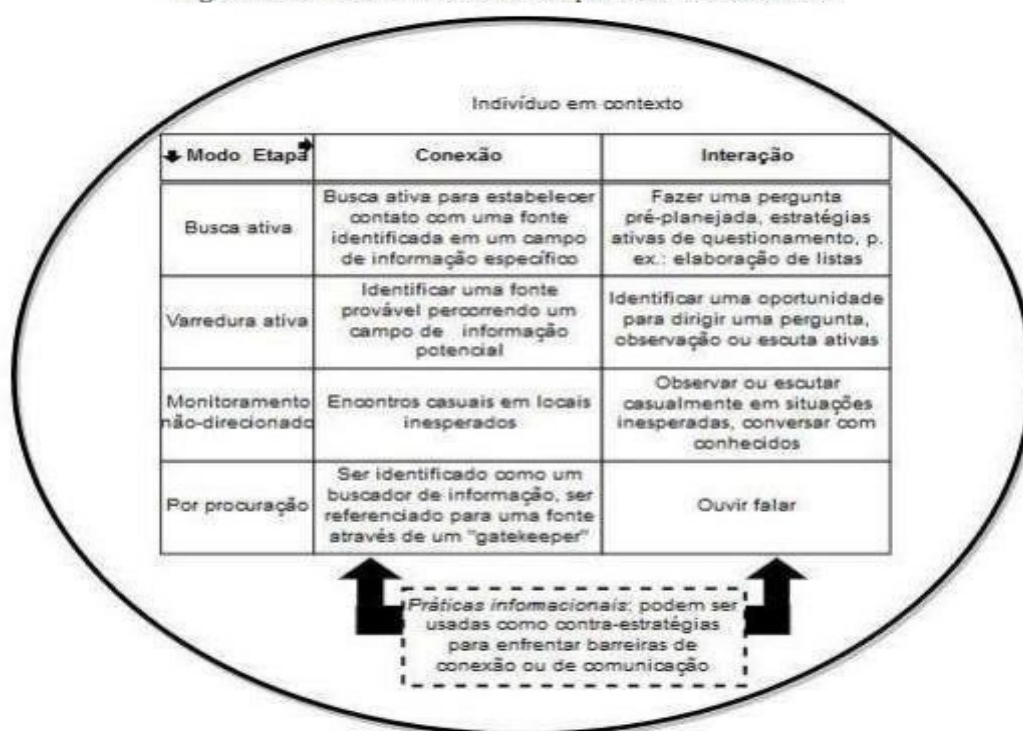 Indivíduo em contexto
Modo Etapa
Conexão
Interação
Busca ativa
Busca ativa para estabelecer
contato com uma fonte
identificada em um campo
de informação específico
Fazer uma pergunta
pré-planejada, estratégias
ativas de questionamento, p.
ex.: elaboração de listas
Varredura ativa
Identificar uma fonte
provável percorrendo um
campo de informação
potencial
Identificar uma oportunidade
para dirigir uma pergunta,
observação ou escuta ativas
Monitoramento
não-direcionado
Encontros casuais em locais
inesperados
Observar ou escutar
casualmente em situações
inesperadas, conversar com
conhecidos
Por procuração
Ser identificado como um
buscador de informação, ser
referenciado para uma fonte
através de um "gatekeeper"
Ouvir falar
Práticas informacionais: podem ser
usadas como contra-estratégias
para enfrentar barreiras de
conexão ou de comunicação